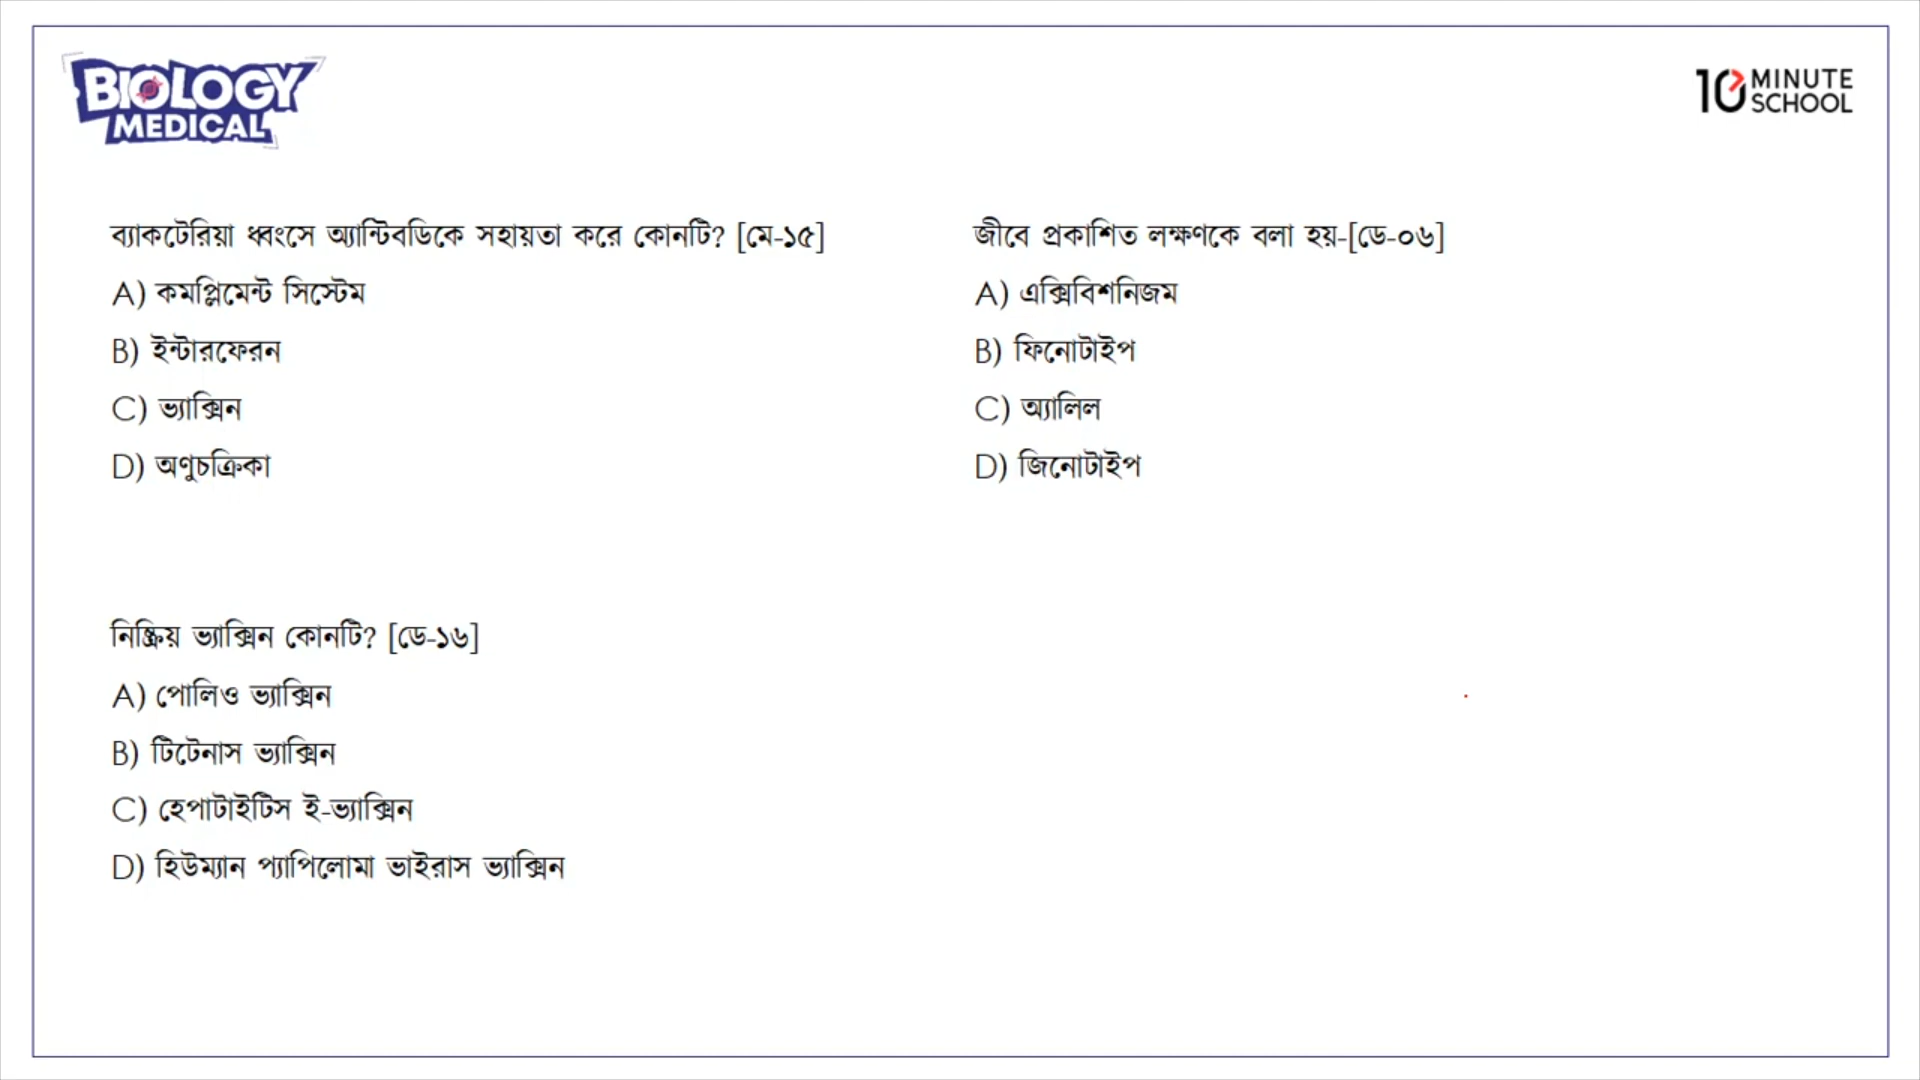 BIOLOGY
MEDICAL
10 MINUTE
SCHOOL
ব্যাকটেরিয়া ধ্বংসে অ্যান্টিবডিকে সহায়তা করে কোনটি? [মে-১৫]
A) কমপ্লিমেন্ট সিস্টেম
B) ইন্টারফেরন
C) ভ্যাক্সিন
D) অণুচক্রিকা
জীবে প্রকাশিত লক্ষণকে বলা হয়-[ডে-০৬]
A) এক্সিবিশনিজম
B) ফিনোটাইপ
C) অ্যালিল
D) জিনোটাইপ
নিষ্ক্রিয় ভ্যাক্সিন কোনটি? [ডে-১৬]
A) পোলিও ভ্যাক্সিন
B) টিটেনাস ভ্যাক্সিন
C) হেপাটাইটিস ই-ভ্যাক্সিন
D) হিউম্যান প্যাপিলোমা ভাইরাস ভ্যাক্সিন